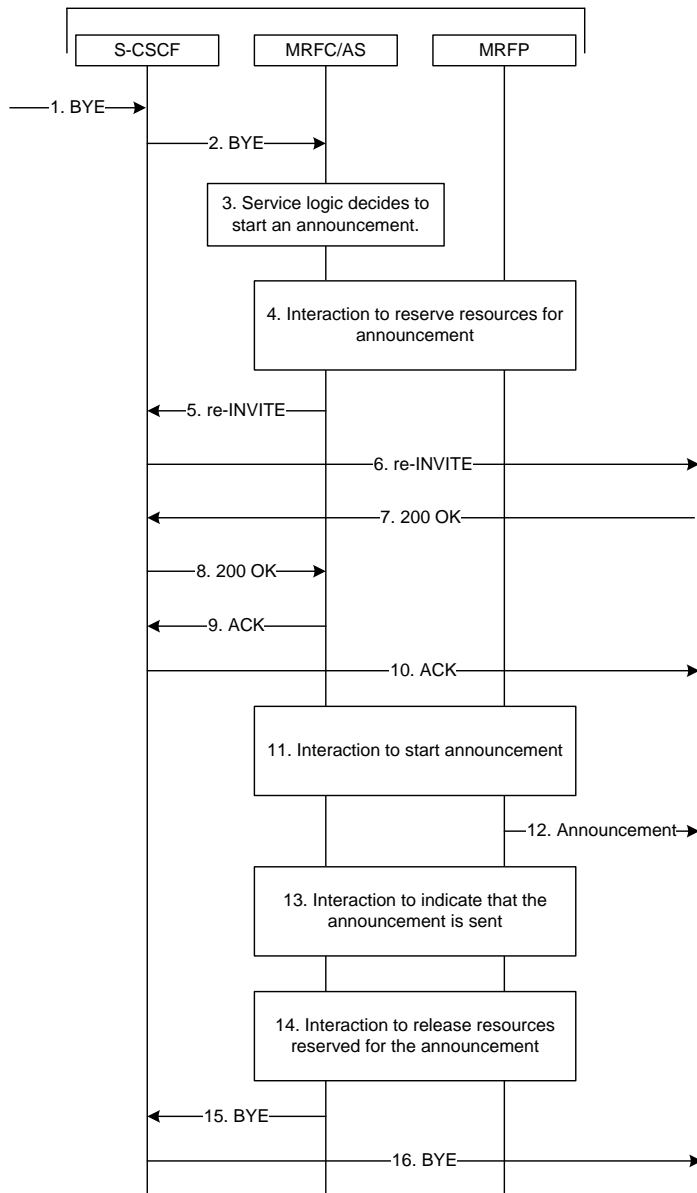 S-CSCF
MRFC/AS
MRFP
1. BYE
2. BYE
3. Service logic decides to
start an announcement.
4. Interaction to reserve resources for
announcement
5. re-INVITE
6. re-INVITE
7. 200 OK
8. 200 OK
9. ACK
10. ACK
11. Interaction to start announcement
12. Announcement
13. Interaction to indicate that the
announcement is sent
14. Interaction to release resources
reserved for the announcement
15. BYE
16. BYE